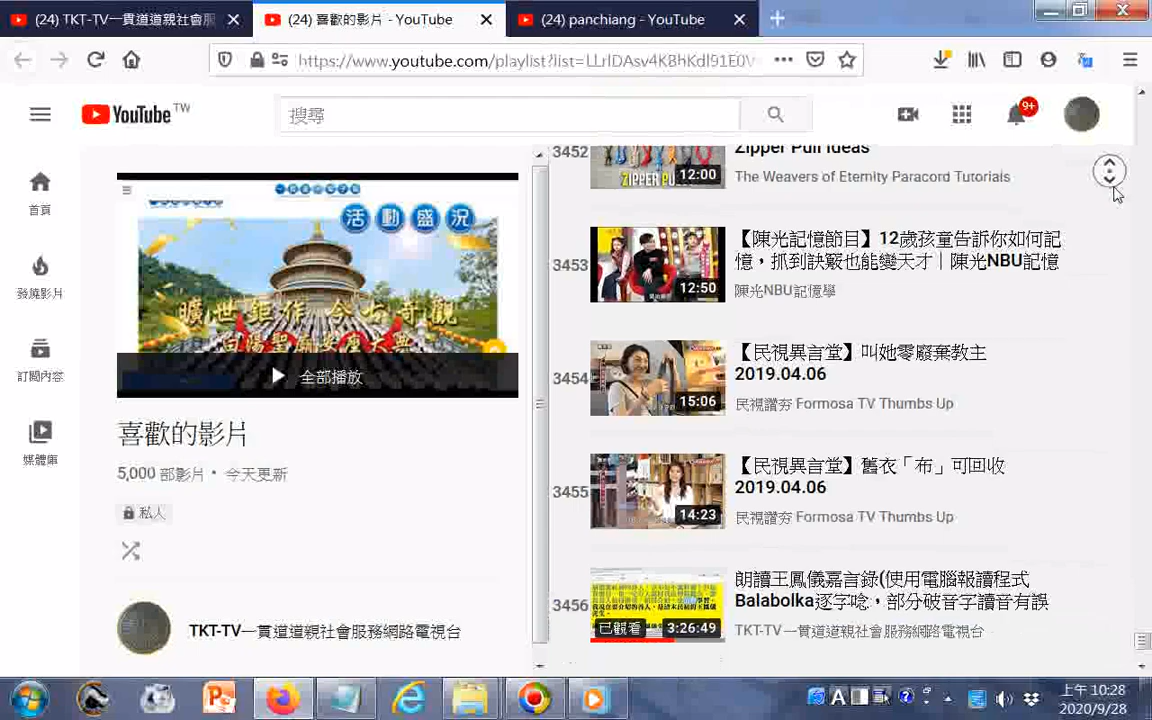 (24) TKT-TV一貫道道親社會服
(24) 喜歡的影片 - YouTube
(24) panchiang - YouTube
https://www.youtube.com/playlist?list=LLrIDAsv4KBhKdl91E0V
YouTube TW
搜尋
9+
首頁
發燒影片
訂閱內容
媒體庫
活動盛況
曠世鉅作 今古奇觀
全部播放
喜歡的影片
5,000 部影片・ 今天更新
私人
TKT-TV一貫道道親社會服務網路電視台
3452
ZIPPER PU
12:00
Zipper Pull Ideas
The Weavers of Eternity Paracord Tutorials
3453
12:50
【陳光記憶節目】12歲孩童告訴你如何記
憶，抓到訣竅也能變天才｜陳光NBU記憶
陳光NBU記憶學
3454
15:06
【民視異言堂】叫她零廢棄教主
2019.04.06
民視讚夯 Formosa TV Thumbs Up
3455
14:23
【民視異言堂】舊衣「布」可回收
2019.04.06
民視讚夯 Formosa TV Thumbs Up
3456
已觀看
3:26:49
朗讀王鳳儀嘉言錄(使用電腦報讀程式
Balabolka逐字唸，部分破音字讀音有誤
TKT-TV一貫道道親社會服務網路電視台
A
上午 10:28
2020/9/28